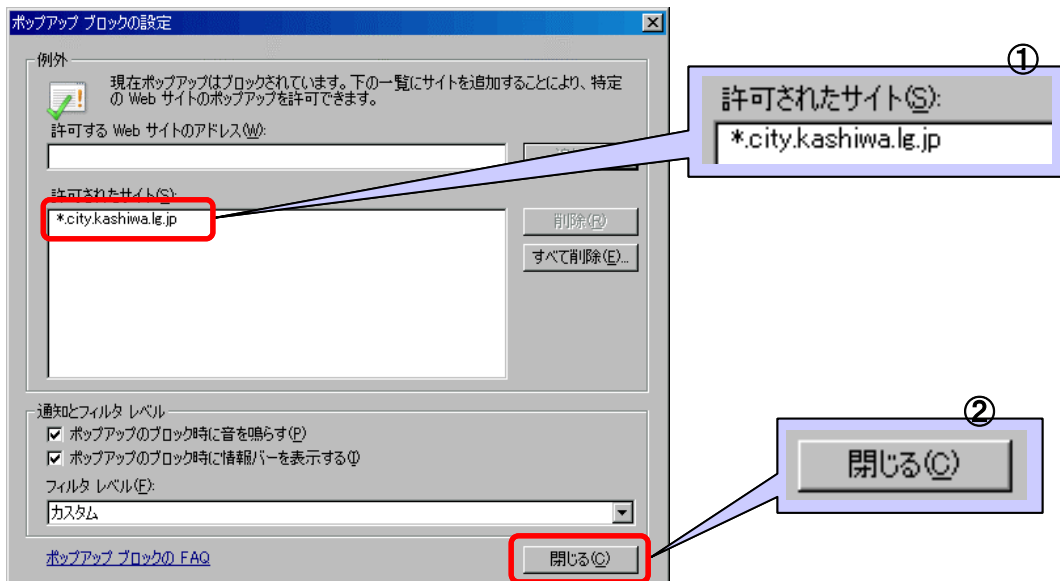 ポップアップ ブロックの設定
例外
現在ポップアップはブロックされています。下の一覧にサイトを追加することにより、特定
の Web サイトのポップアップを許可できます。
許可する Web サイトのアドレス(W):
許可されたサイト(S):
*.city.kashiwa.lg.jp
削除(R)
すべて削除(E)...
通知とフィルタ レベル
ポップアップのブロック時に音を鳴らす(P)
ポップアップのブロック時に情報バーを表示する(I)
フィルタ レベル(F):
カスタム
ポップアップ ブロックの FAQ
閉じる(C)
①
許可されたサイト(S):
*.city.kashiwa.lg.jp
②
閉じる(C)